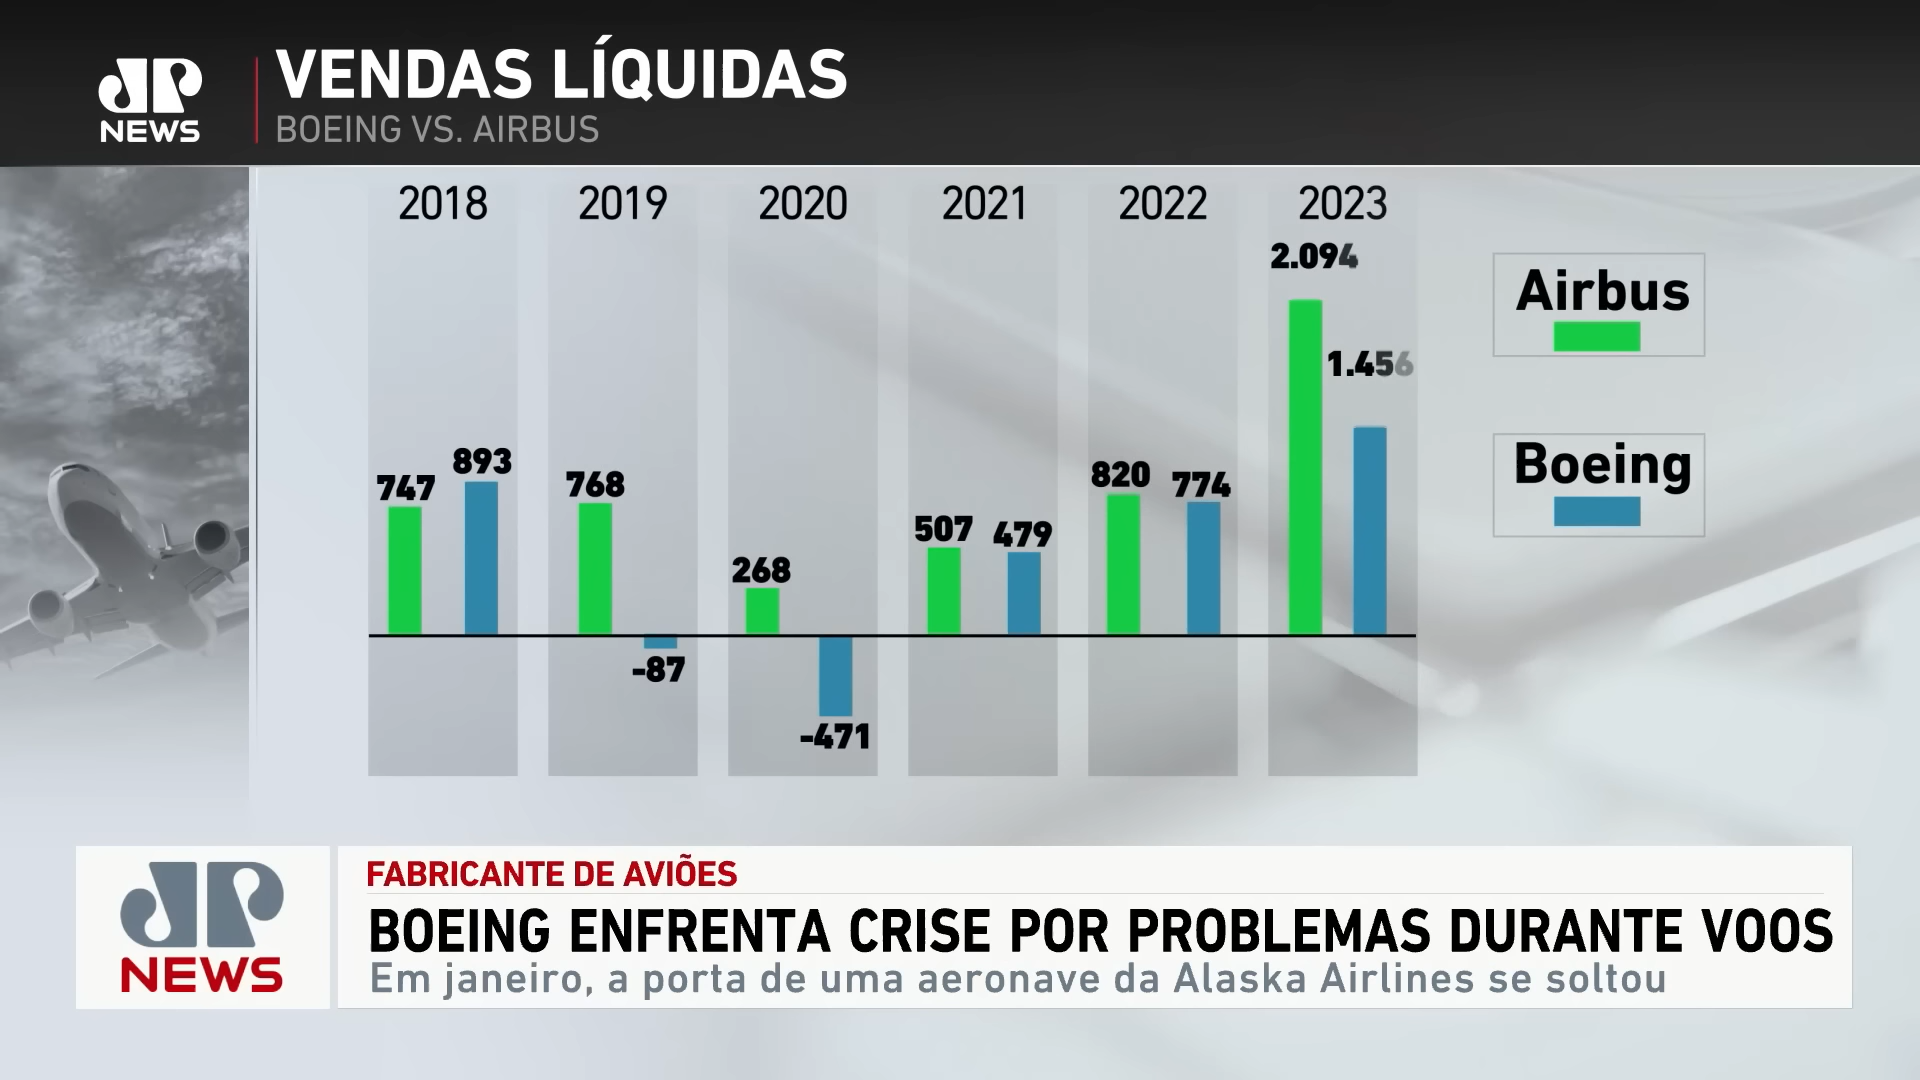 JP
NEWS
VENDAS LÍQUIDAS
BOEING VS. AIRBUS
2018 2019 2020 2021 2022 2023
2.094
Airbus
1.456
Boeing
747 893 768 268 507 479 820 774
-87
-471
JP
NEWS
FABRICANTE DE AVIÕES
BOEING ENFRENTA CRISE POR PROBLEMAS DURANTE VOOS
Em janeiro, a porta de uma aeronave da Alaska Airlines se soltou